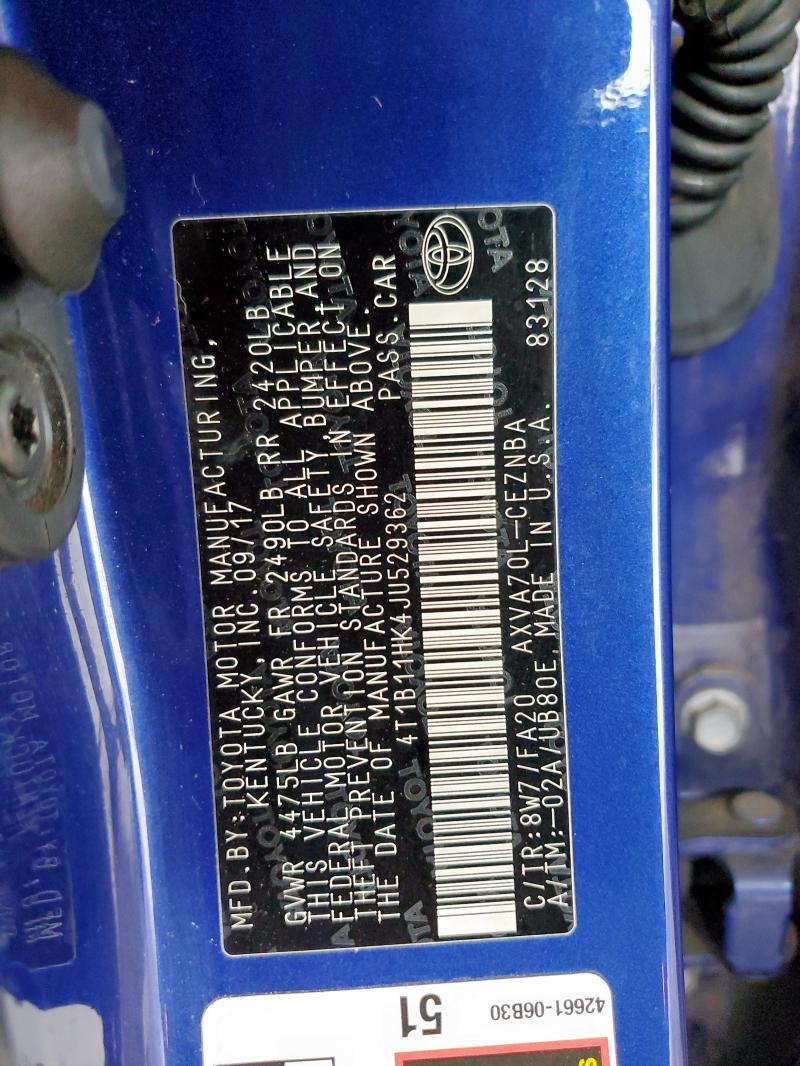 MFD.BY:TOYOTA MOTOR MANUFACTURING,
KENTUCKY,INC 09/17
GVWR 4475LB GAWR FR 2490LB RR 2420LB
THIS VEHICLE CONFORMS TO ALL APPLICABLE
FEDERAL MOTOR VEHICLE SAFETY, BUMPER, AND
THEFT PREVENTION STANDARDS IN EFFECT ON
THE DATE OF MANUFACTURE SHOWN ABOVE.
4T1B11HK4JU529362 PASS.CAR
C/TR:8W7/FA20 AXVA70L-CEZNBA
A/TM:-02A/UB80E MADE IN U.S.A. 83128
TOYOTA
51
42661-06B30